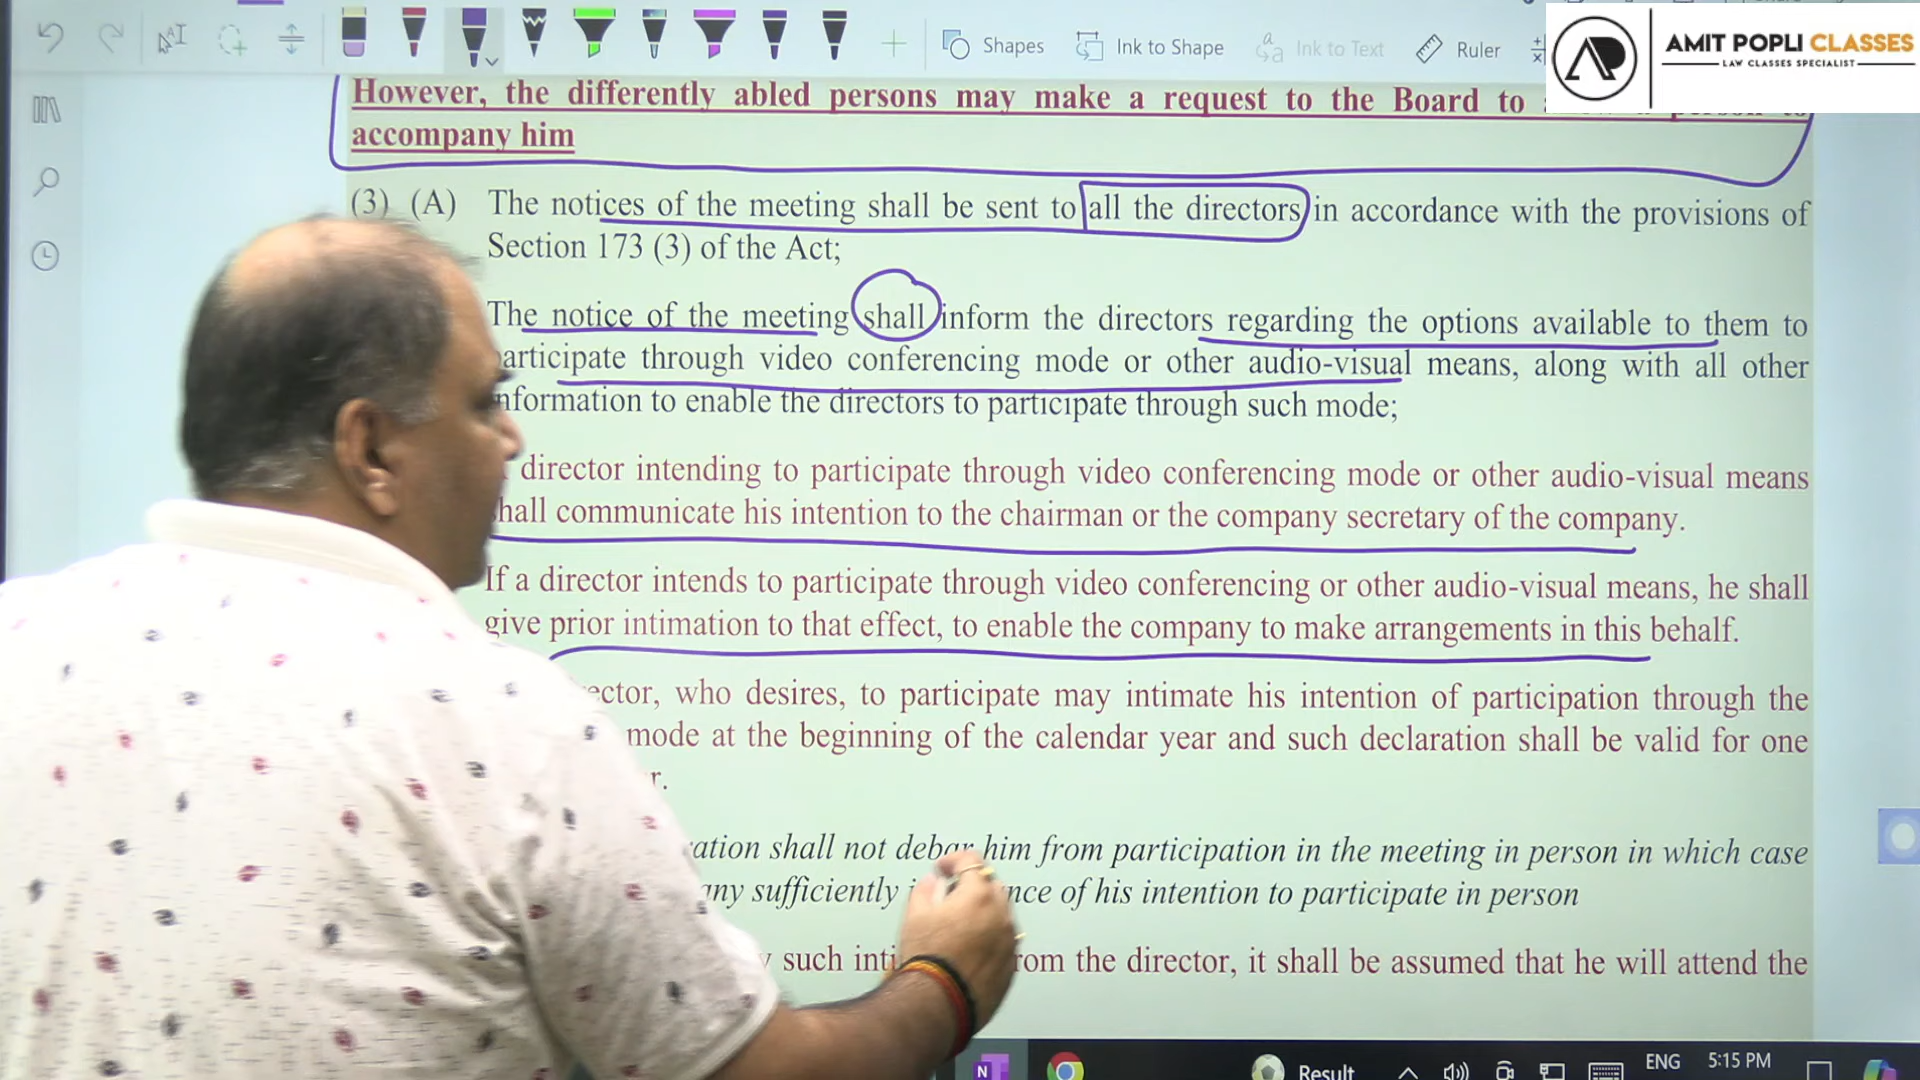 Shapes Ink to Shape Ink to Text Ruler
AMIT POPLI CLASSES
LAW CLASSES SPECIALIST
However, the differently abled persons may make a request to the Board to
accompany him
(3) (A) The notices of the meeting shall be sent to all the directors in accordance with the provisions of
Section 173 (3) of the Act;
The notice of the meeting shall inform the directors regarding the options available to them to
participate through video conferencing mode or other audio-visual means, along with all other
information to enable the directors to participate through such mode;
director intending to participate through video conferencing mode or other audio-visual means
shall communicate his intention to the chairman or the company secretary of the company.
If a director intends to participate through video conferencing or other audio-visual means, he shall
give prior intimation to that effect, to enable the company to make arrangements in this behalf.
who desires, to participate may intimate his intention of participation through the
mode at the beginning of the calendar year and such declaration shall be valid for one
shall not debar him from participation in the meeting in person in which case
sufficiently of his intention to participate in person
such from the director, it shall be assumed that he will attend the
Result ENG 5:15 PM